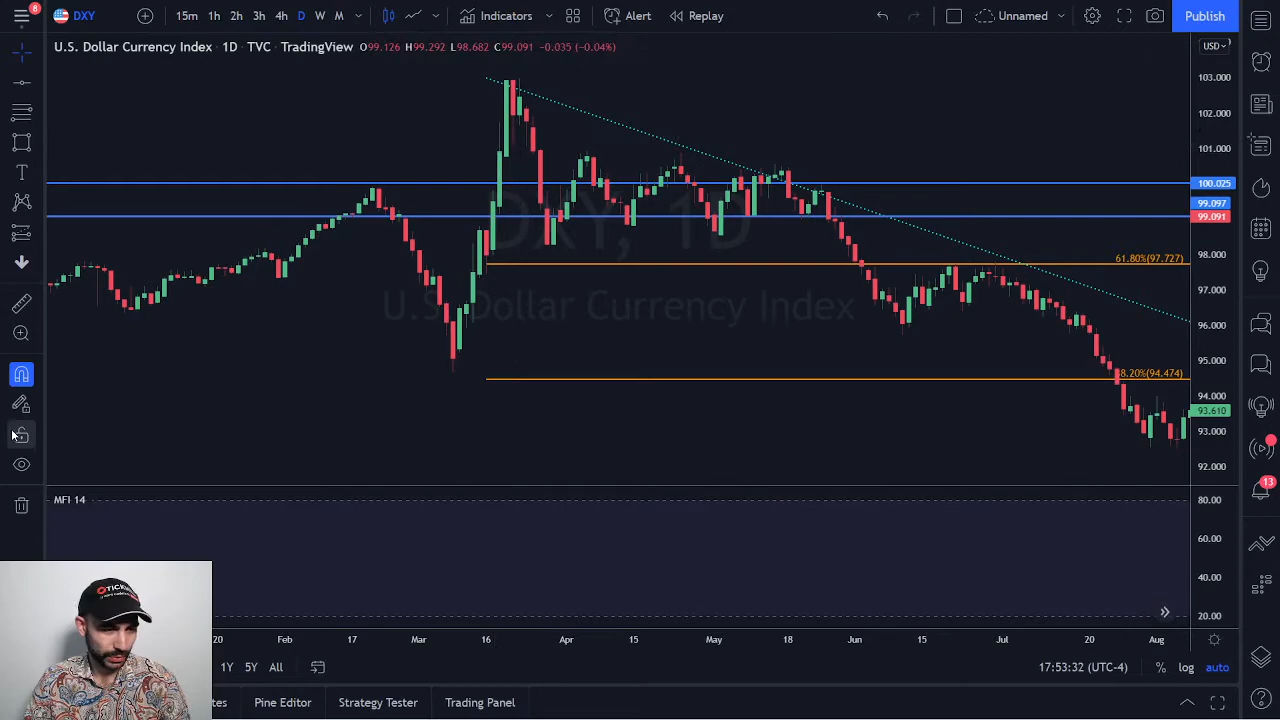 8 DXY 15m 1h 2h 3h 4h D W M Indicators Alert Replay Unnamed Publish
U.S. Dollar Currency Index · 1D · TVC · TradingView O99.126 H99.292 L98.682 C99.091 −0.035 (−0.04%) USD
103.000
102.000
101.000
100.025
99.097
99.091
DXY, 1D
98.000
61.80%(97.727)
97.000
U.S. Dollar Currency Index
96.000
95.000
8.20%(94.474)
94.000
93.610
93.000
92.000
13
MFI 14
80.00
60.00
40.00
20.00
20 Feb 17 Mar 16 Apr 15 May 18 Jun 15 Jul 20 Aug
1Y 5Y All 17:53:32 (UTC-4) % log auto
tes Pine Editor Strategy Tester Trading Panel